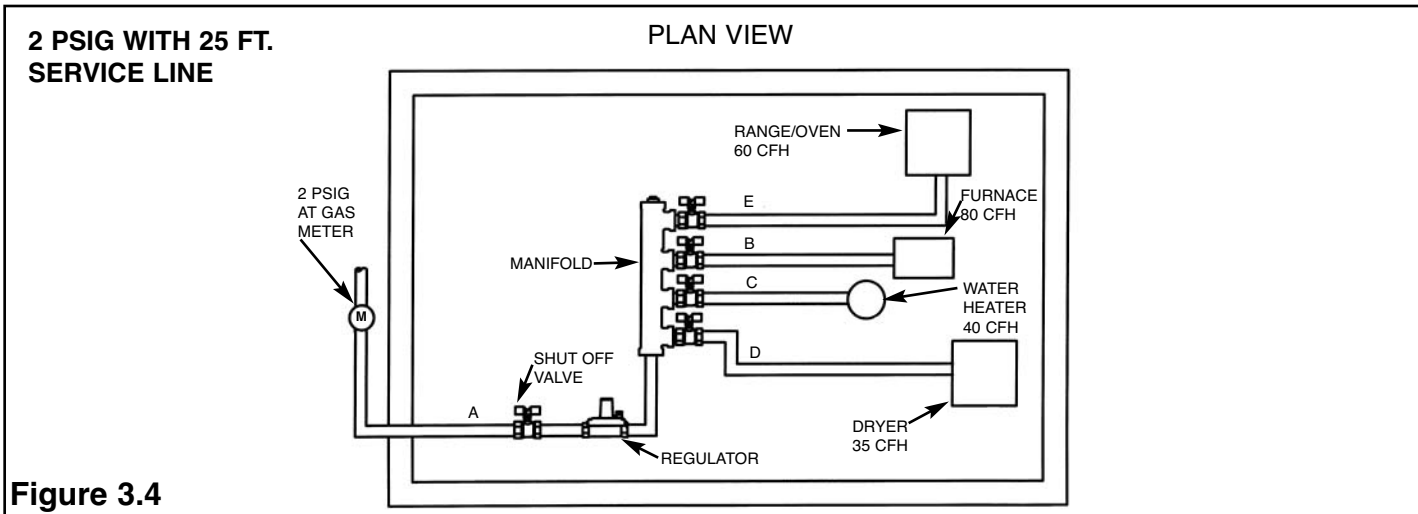 2 PSIG WITH 25 FT.
SERVICE LINE
PLAN VIEW
RANGE/OVEN
60 CFH
2 PSIG
AT GAS
METER
E
FURNACE
80 CFH
B
MANIFOLD
C
WATER
HEATER
40 CFH
M
SHUT OFF
VALVE
D
A
DRYER
35 CFH
REGULATOR
Figure 3.4